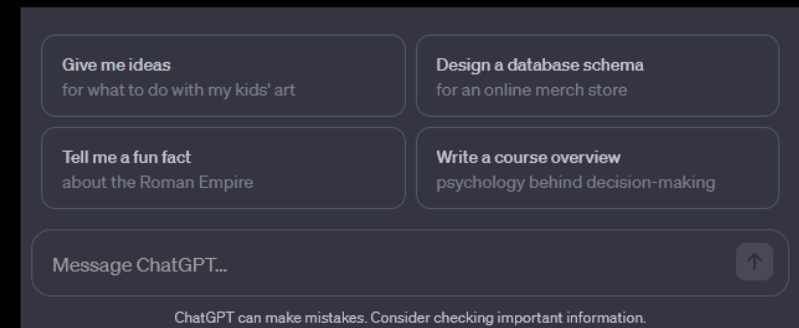 Give me ideas
for what to do with my kids' art
Design a database schema
for an online merch store
Tell me a fun fact
about the Roman Empire
Write a course overview
psychology behind decision-making
Message ChatGPT...
ChatGPT can make mistakes. Consider checking important information.